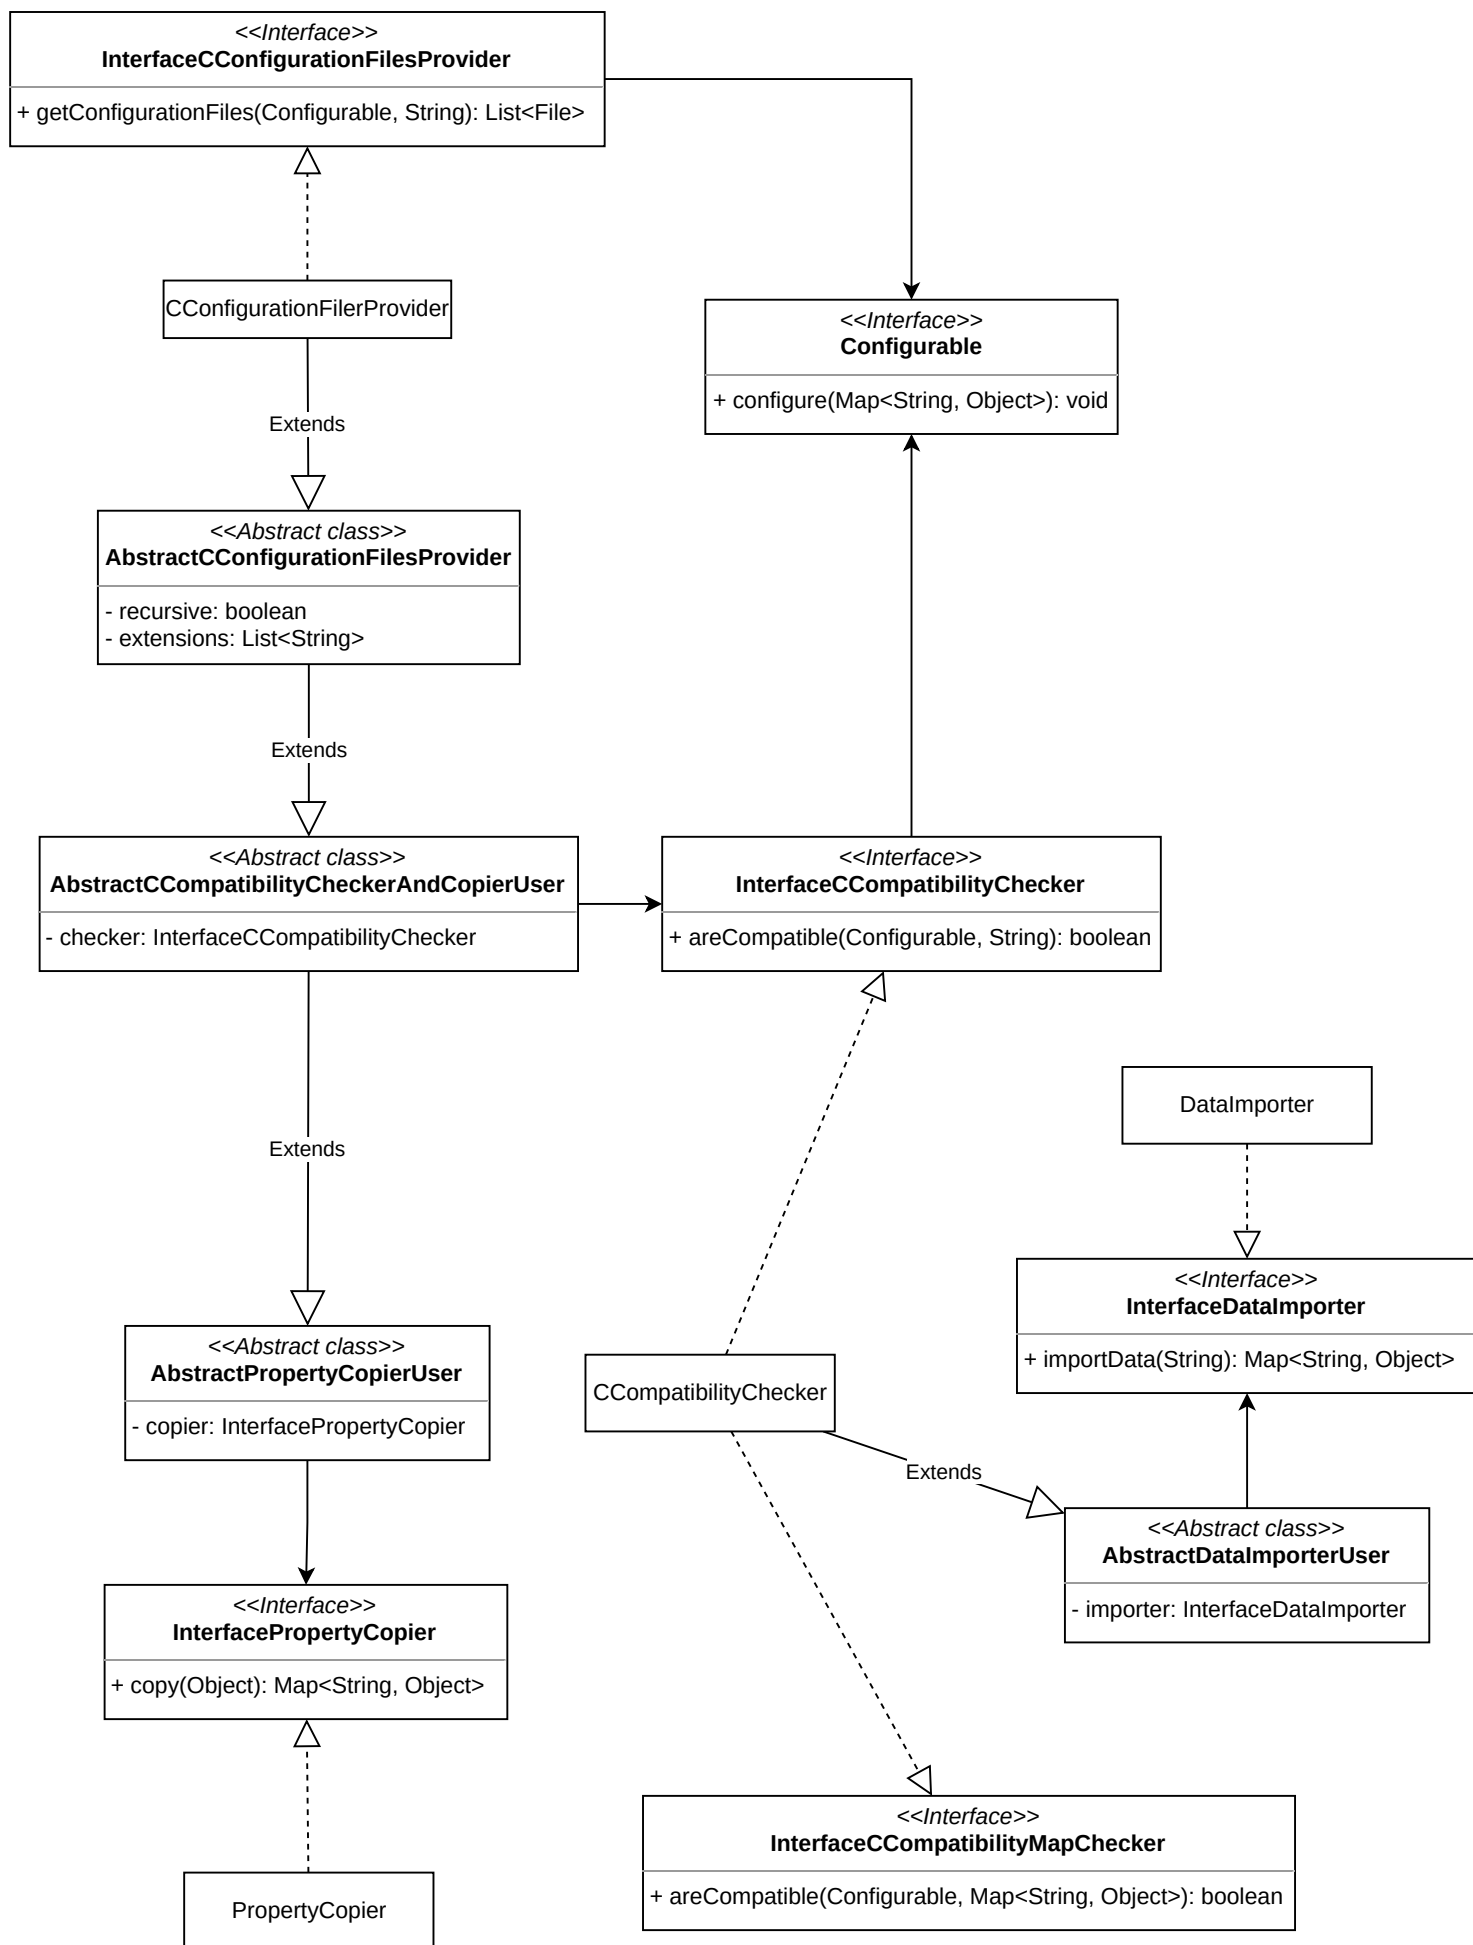 <<Interface>>
InterfaceCConfigurationFilesProvider
+ getConfigurationFiles(Configurable, String): List<File>
CConfigurationFilerProvider
<<Interface>>
Configurable
+ configure(Map<String, Object>): void
Extends
<<Abstract class>>
AbstractCConfigurationFilesProvider
- recursive: boolean
- extensions: List<String>
Extends
<<Abstract class>>
AbstractCCompatibilityCheckerAndCopierUser
- checker: InterfaceCCompatibilityChecker
<<Interface>>
InterfaceCCompatibilityChecker
+ areCompatible(Configurable, String): boolean
DataImporter
Extends
<<Interface>>
InterfaceDataImporter
+ importData(String): Map<String, Object>
<<Abstract class>>
AbstractPropertyCopierUser
- copier: InterfacePropertyCopier
CCompatibilityChecker
Extends
<<Abstract class>>
AbstractDataImporterUser
- importer: InterfaceDataImporter
<<Interface>>
InterfacePropertyCopier
+ copy(Object): Map<String, Object>
<<Interface>>
InterfaceCCompatibilityMapChecker
+ areCompatible(Configurable, Map<String, Object>): boolean
PropertyCopier